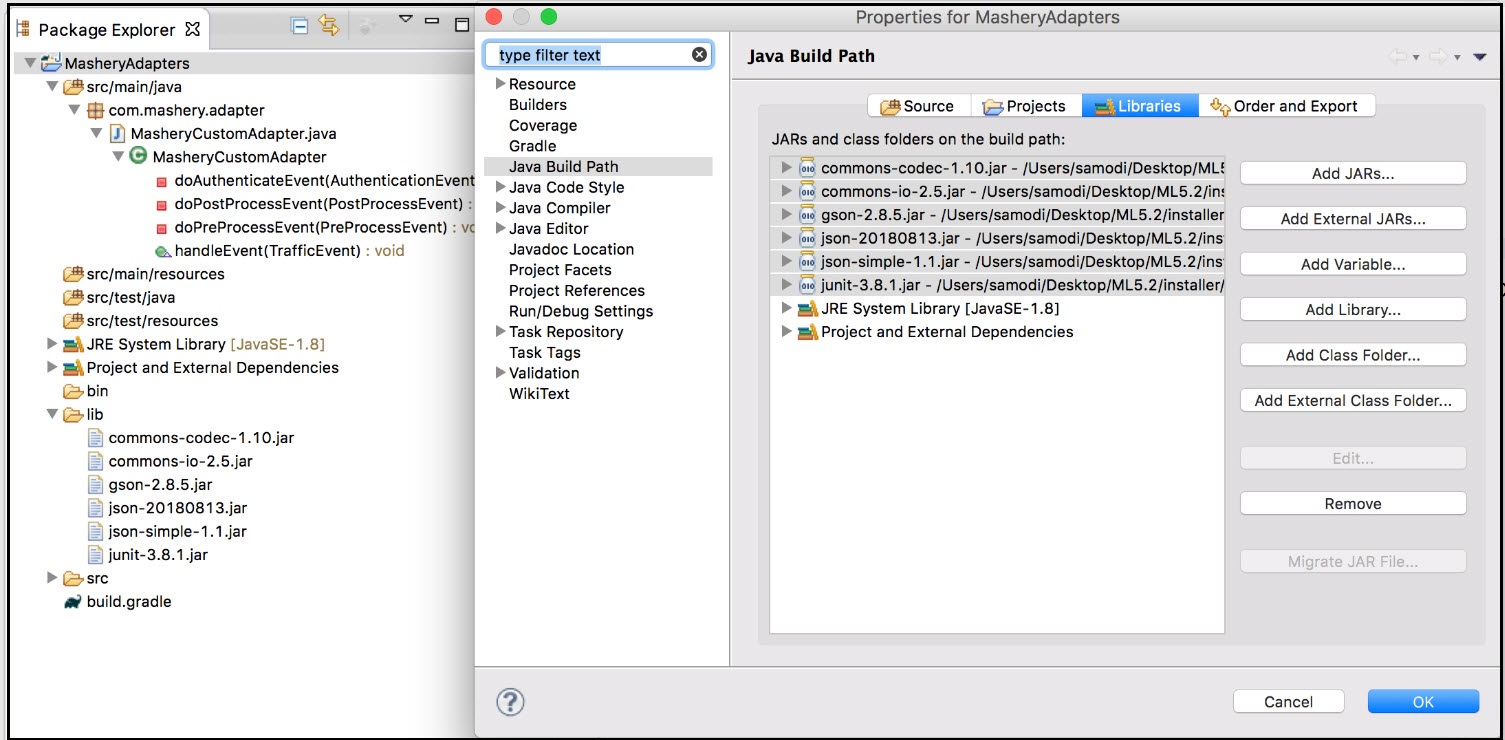 Package Explorer
MasheryAdapters
src/main/java
com.mashery.adapter
MasheryCustomAdapter.java
MasheryCustomAdapter
doAuthenticateEvent(AuthenticationEvent
doPostProcessEvent(PostProcessEvent) :
doPreProcessEvent(PreProcessEvent) : vo
handleEvent(TrafficEvent) : void
src/main/resources
src/test/java
src/test/resources
JRE System Library [JavaSE-1.8]
Project and External Dependencies
bin
lib
commons-codec-1.10.jar
commons-io-2.5.jar
gson-2.8.5.jar
json-20180813.jar
json-simple-1.1.jar
junit-3.8.1.jar
src
build.gradle
Properties for MasheryAdapters
type filter text
Resource
Builders
Coverage
Gradle
Java Build Path
Java Code Style
Java Compiler
Java Editor
Javadoc Location
Project Facets
Project References
Run/Debug Settings
Task Repository
Task Tags
Validation
WikiText
Java Build Path
Source Projects Libraries Order and Export
JARs and class folders on the build path:
commons-codec-1.10.jar - /Users/samodi/Desktop/ML5
commons-io-2.5.jar - /Users/samodi/Desktop/ML5.2/ins
gson-2.8.5.jar - /Users/samodi/Desktop/ML5.2/installer
json-20180813.jar - /Users/samodi/Desktop/ML5.2/ins
json-simple-1.1.jar - /Users/samodi/Desktop/ML5.2/inst
junit-3.8.1.jar - /Users/samodi/Desktop/ML5.2/installer/
JRE System Library [JavaSE-1.8]
Project and External Dependencies
Add JARs...
Add External JARs...
Add Variable...
Add Library...
Add Class Folder...
Add External Class Folder...
Edit...
Remove
Migrate JAR File...
Cancel
OK